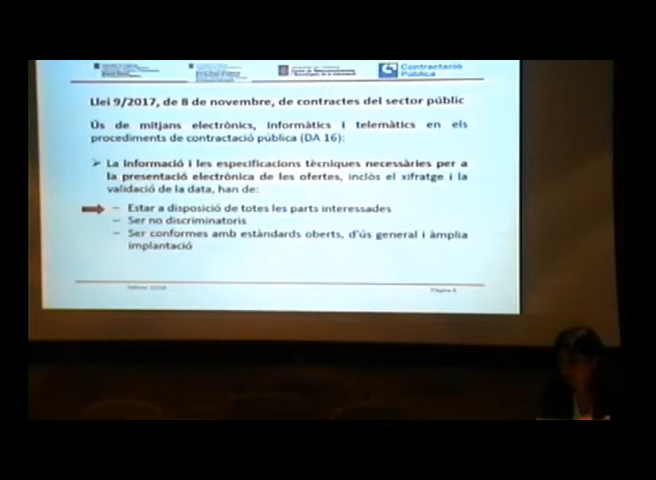 Contractació
Pública
Llei 9/2017, de 8 de novembre, de contractes del sector públic
Ús de mitjans electrònics, informàtics i telemàtics en els
procediments de contractació pública (DA 16):
➢ La informació i les especificacions tècniques necessàries per a
la presentació electrònica de les ofertes, inclòs el xifratge i la
validació de la data, han de:
– Estar a disposició de totes les parts interessades
– Ser no discriminatoris
– Ser conformes amb estàndards oberts, d'ús general i àmplia
implantació
Pàgina